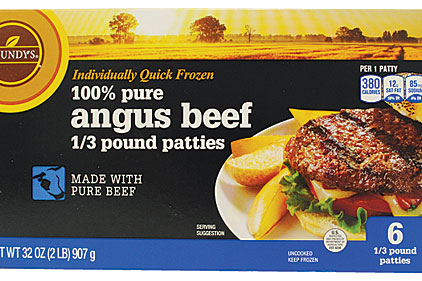 UNDY'S®
Individually Quick Frozen
100% pure
angus beef
1/3 pound patties
PER 1 PATTY
380
CALORIES
12g
SAT FAT
85mg
SODIUM
MADE WITH
PURE BEEF
SERVING
SUGGESTION
UNCOOKED
KEEP FROZEN
6
1/3 pound
patties
T WT 32 OZ (2 LB) 907 g